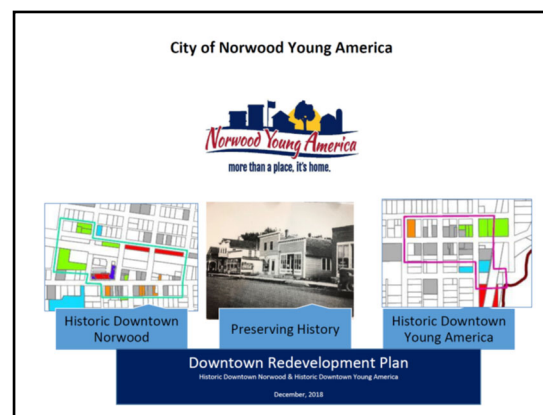 City of Norwood Young America
Norwood Young America
more than a place, it's home.
Historic Downtown
Norwood
Preserving History
Historic Downtown
Young America
Downtown Redevelopment Plan
Historic Downtown Norwood & Historic Downtown Young America
December, 2018